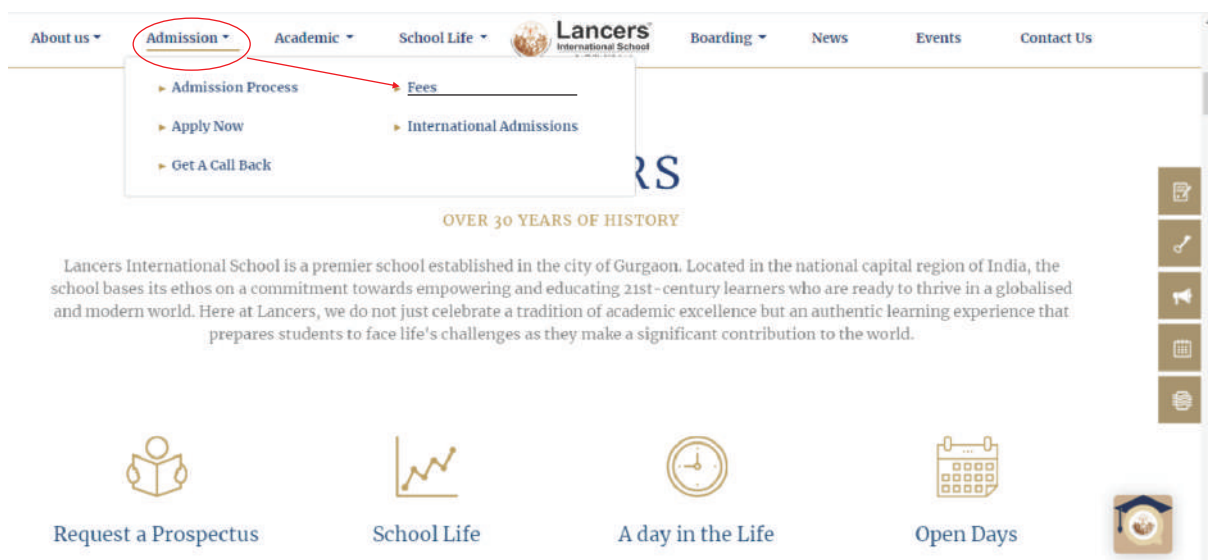 About us Admission Academic School Life Lancers Boarding News Events Contact Us
International School
Admission Process Fees
Apply Now International Admissions
Get A Call Back
RS
OVER 30 YEARS OF HISTORY
Lancers International School is a premier school established in the city of Gurgaon. Located in the national capital region of India, the
school bases its ethos on a commitment towards empowering and educating 21st-century learners who are ready to thrive in a globalised
and modern world. Here at Lancers, we do not just celebrate a tradition of academic excellence but an authentic learning experience that
prepares students to face life's challenges as they make a significant contribution to the world.
Request a Prospectus School Life A day in the Life Open Days